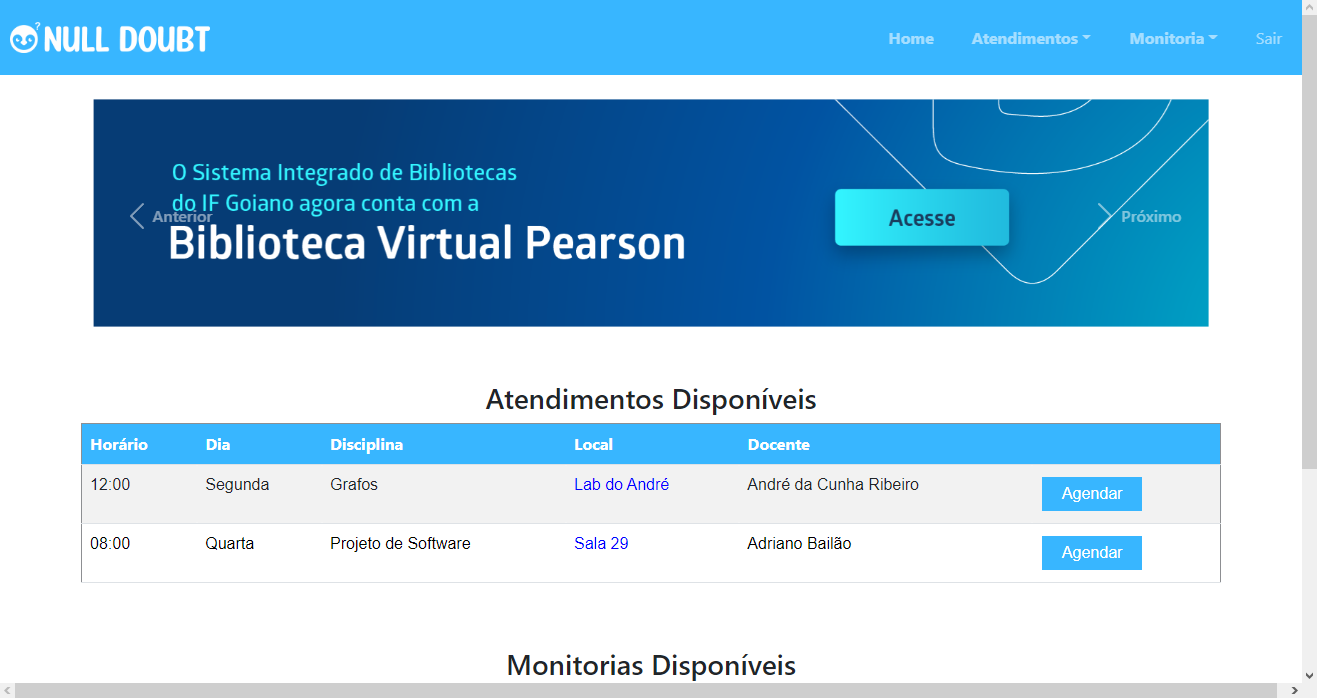 ? NULL DOUBT Home Atendimentos Monitoria Sair
O Sistema Integrado de Bibliotecas
do IF Goiano agora conta com a
Anterior
Biblioteca Virtual Pearson
Acesse
Próximo
Atendimentos Disponíveis
Horário Dia Disciplina Local Docente
12:00 Segunda Grafos Lab do André André da Cunha Ribeiro Agendar
08:00 Quarta Projeto de Software Sala 29 Adriano Bailão Agendar
Monitorias Disponíveis